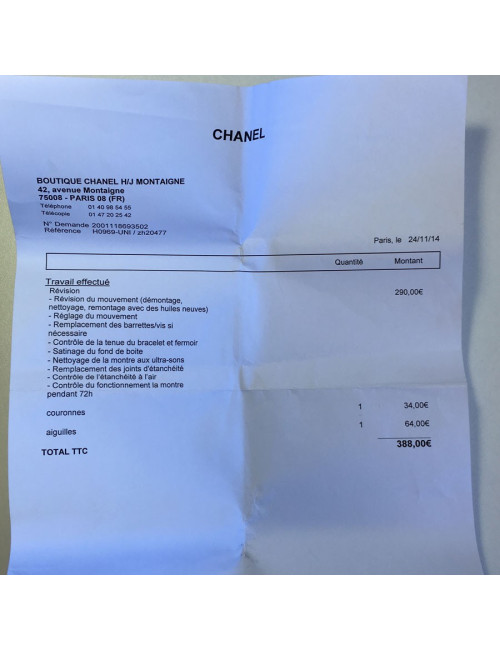 CHANEL
BOUTIQUE CHANEL H/J MONTAIGNE
42, avenue Montaigne
75008 - PARIS 08 (FR)
Téléphone 01 40 98 54 55
Télécopie 01 47 20 25 42
N° Demande 2001118693502
Référence H0969-UNI / zh20477
Paris, le 24/11/14
Quantité Montant
Travail effectué
Révision 290,00€
- Révision du mouvement (démontage,
nettoyage, remontage avec des huiles neuves)
- Réglage du mouvement
- Remplacement des barrettes/vis si
nécessaire
- Contrôle de la tenue du bracelet et fermoir
- Satinage du fond de boite
- Nettoyage de la montre aux ultra-sons
- Remplacement des joints d'étanchéité
- Contrôle de l'étanchéité à l'air
- Contrôle du fonctionnement la montre
pendant 72h
couronnes 1 34,00€
aiguilles 1 64,00€
TOTAL TTC 388,00€